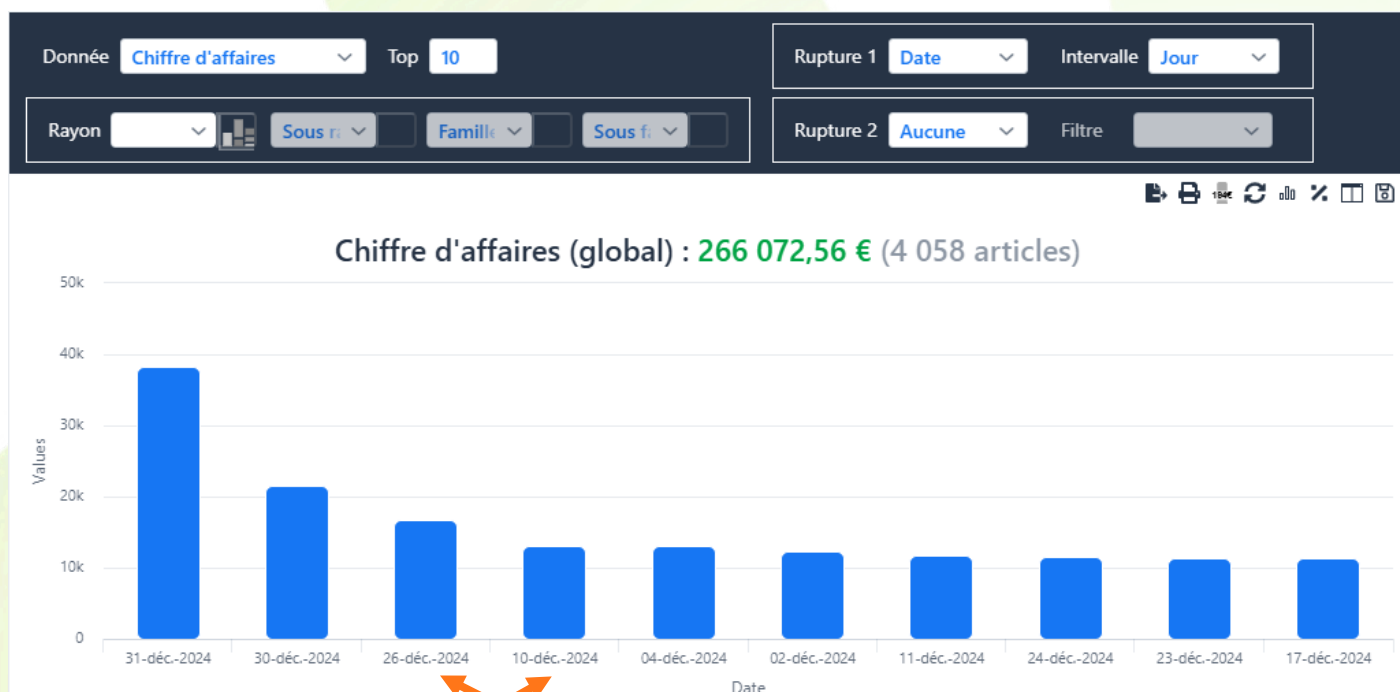 Donnée Chiffre d'affaires Top 10 Rupture 1 Date Intervalle Jour
Rayon Sous ra Famille Sous fa Rupture 2 Aucune Filtre
194€
Chiffre d'affaires (global) : 266 072,56 € (4 058 articles)
50k
40k
30k
20k
10k
0
Values
31-déc.-2024 30-déc.-2024 26-déc.-2024 10-déc.-2024 04-déc.-2024 02-déc.-2024 11-déc.-2024 24-déc.-2024 23-déc.-2024 17-déc.-2024
Date